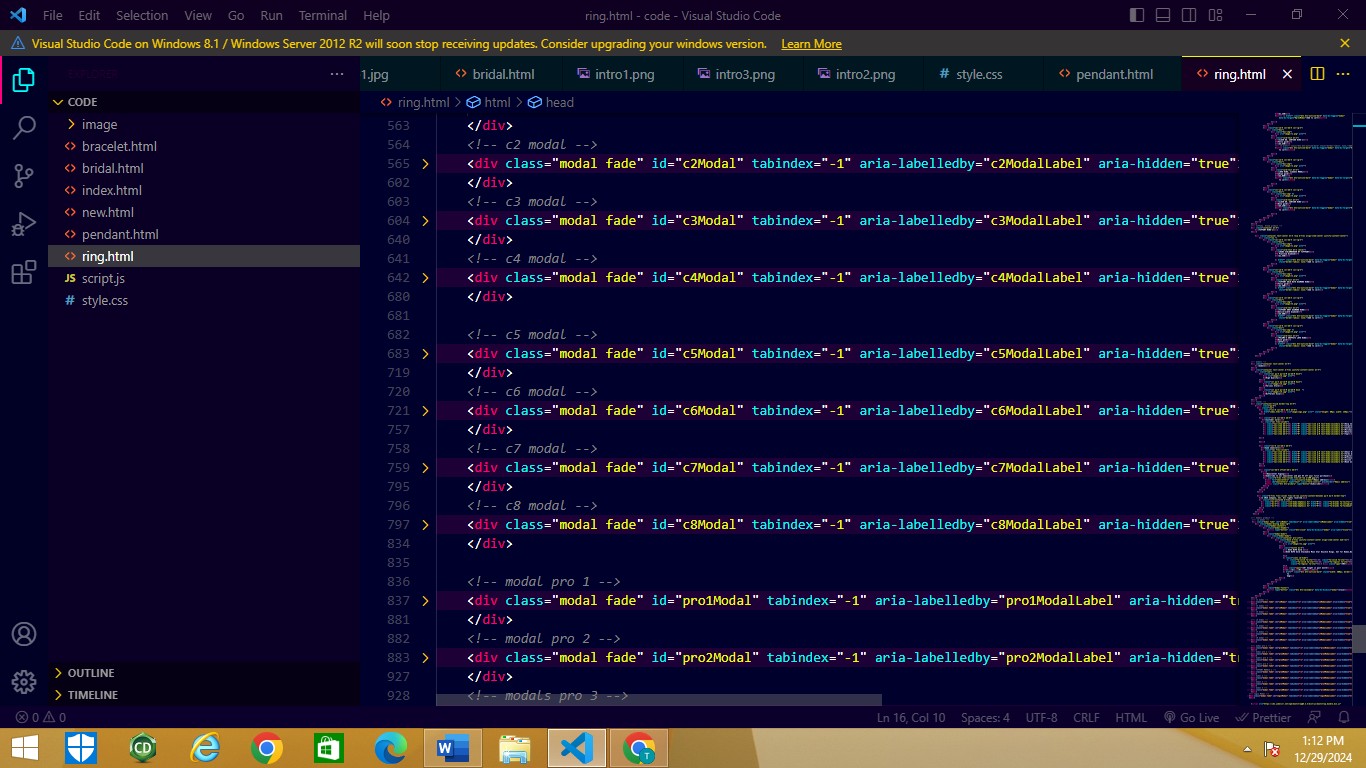 File Edit Selection View Go Run Terminal Help ring.html - code - Visual Studio Code
Visual Studio Code on Windows 8.1 / Windows Server 2012 R2 will soon stop receiving updates. Consider upgrading your windows version. Learn More
EXPLORER
1.jpg bridal.html intro1.png intro3.png intro2.png style.css pendant.html ring.html
CODE
image
bracelet.html
bridal.html
index.html
new.html
pendant.html
ring.html
JS script.js
# style.css
OUTLINE
TIMELINE
ring.html > html > head
563 </div>
564 <!-- c2 modal -->
565 <div class="modal fade" id="c2Modal" tabindex="-1" aria-labelledby="c2ModalLabel" aria-hidden="true"
602 </div>
603 <!-- c3 modal -->
604 <div class="modal fade" id="c3Modal" tabindex="-1" aria-labelledby="c3ModalLabel" aria-hidden="true"
640 </div>
641 <!-- c4 modal -->
642 <div class="modal fade" id="c4Modal" tabindex="-1" aria-labelledby="c4ModalLabel" aria-hidden="true"
680 </div>
681
682 <!-- c5 modal -->
683 <div class="modal fade" id="c5Modal" tabindex="-1" aria-labelledby="c5ModalLabel" aria-hidden="true"
719 </div>
720 <!-- c6 modal -->
721 <div class="modal fade" id="c6Modal" tabindex="-1" aria-labelledby="c6ModalLabel" aria-hidden="true"
757 </div>
758 <!-- c7 modal -->
759 <div class="modal fade" id="c7Modal" tabindex="-1" aria-labelledby="c7ModalLabel" aria-hidden="true"
795 </div>
796 <!-- c8 modal -->
797 <div class="modal fade" id="c8Modal" tabindex="-1" aria-labelledby="c8ModalLabel" aria-hidden="true"
834 </div>
835
836 <!-- modal pro 1 -->
837 <div class="modal fade" id="pro1Modal" tabindex="-1" aria-labelledby="pro1ModalLabel" aria-hidden="tr
881 </div>
882 <!-- modal pro 2 -->
883 <div class="modal fade" id="pro2Modal" tabindex="-1" aria-labelledby="pro2ModalLabel" aria-hidden="tr
927 </div>
928 <!-- modal3 pro 3 -->
0 0 Ln 16, Col 10 Spaces: 4 UTF-8 CRLF HTML Go Live Prettier
CD
1:12 PM
12/29/2024